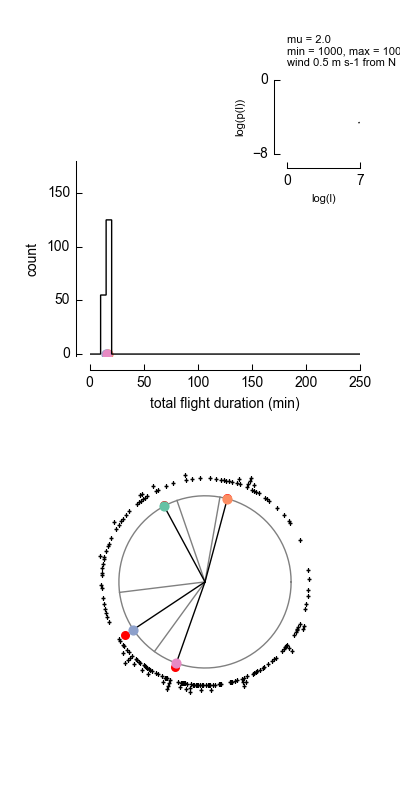 mu = 2.0
min = 1000, max = 100
wind 0.5 m s-1 from N
0
log(p(l))
−8
0 7
log(l)
150
100
count
50
0
0 50 100 150 200 250
total flight duration (min)